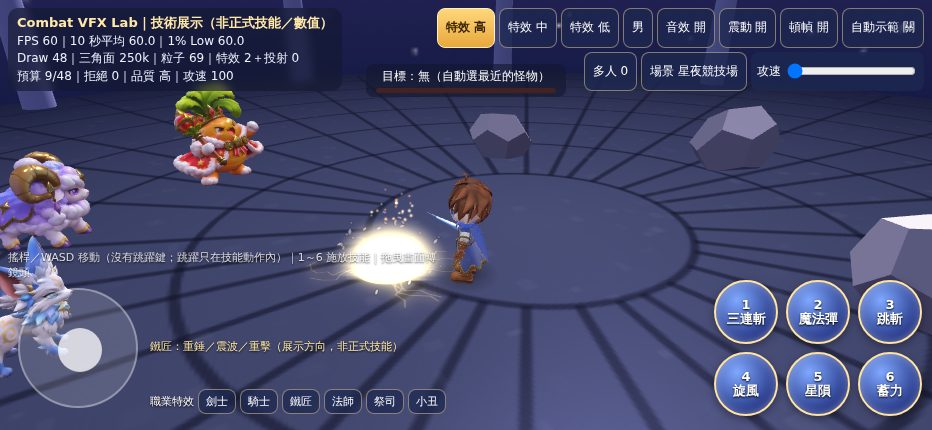 Combat VFX Lab｜技術展示（非正式技能／數值）
FPS 60｜10 秒平均 60.0｜1% Low 60.0
Draw 48｜三角面 250k｜粒子 69｜特效 2＋投射 0
預算 9/48｜拒絕 0｜品質 高｜攻速 100
特效 高
特效 中
特效 低
男
音效 開
震動 開
頓幀 開
自動示範 關
目標：無（自動選最近的怪物）
多人 0
場景 星夜競技場
攻速
搖桿／WASD 移動（沒有跳躍鍵；跳躍只在技能動作內）｜1～6 施放技能｜拖曳畫面轉
鏡頭
1
三連斬
2
魔法彈
3
跳斬
鐵匠：重錘／震波／重擊（展示方向，非正式技能）
4
旋風
5
星隕
6
蓄力
職業特效
劍士
騎士
鐵匠
法師
祭司
小丑